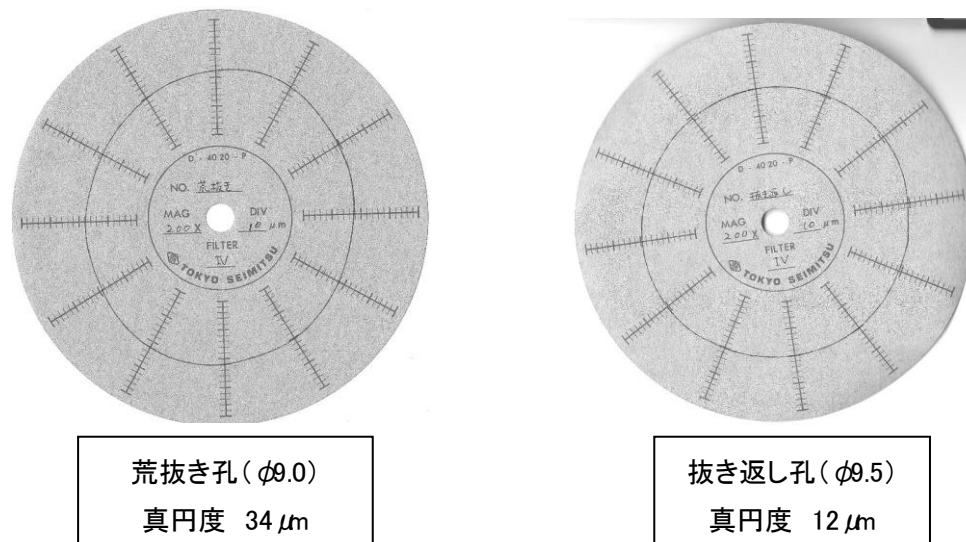 D - 4020 - P
NO. 荒抜き
MAG DIV
200X 10 μm
FILTER
IV
TOKYO SEIMITSU
荒抜き孔(φ9.0)
真円度 34μm
D - 4020 - P
NO. 抜き返し
MAG DIV
200X 10 μm
FILTER
IV
TOKYO SEIMITSU
抜き返し孔(φ9.5)
真円度 12μm